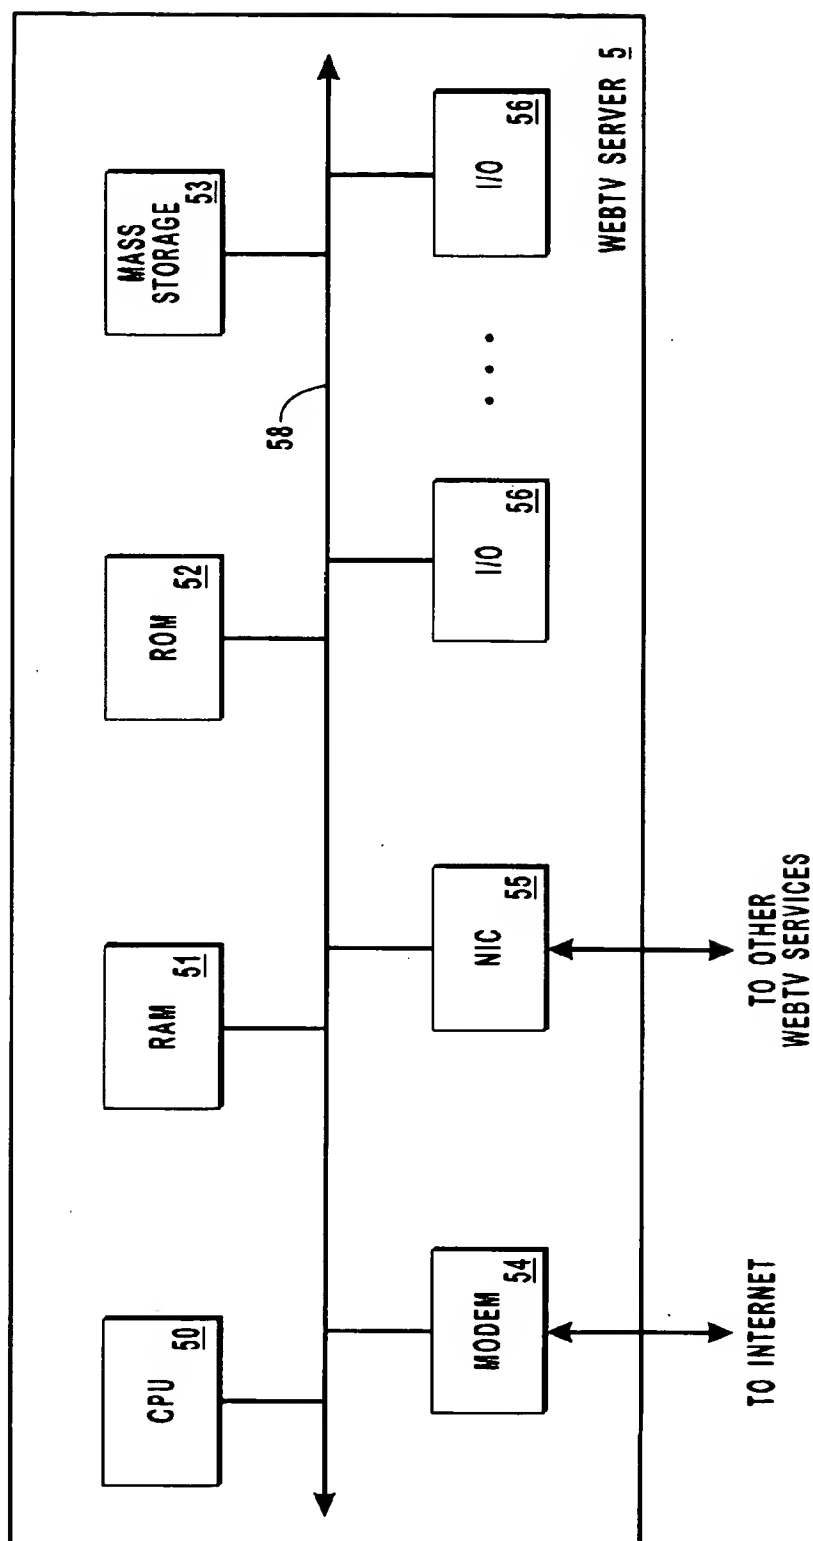 CPU
50
RAM
51
ROM
52
MASS
STORAGE
53
58
MODEM
54
NIC
55
I/O
56
I/O
56
WEBTV SERVER 5
TO INTERNET
TO OTHER
WEBTV SERVICES